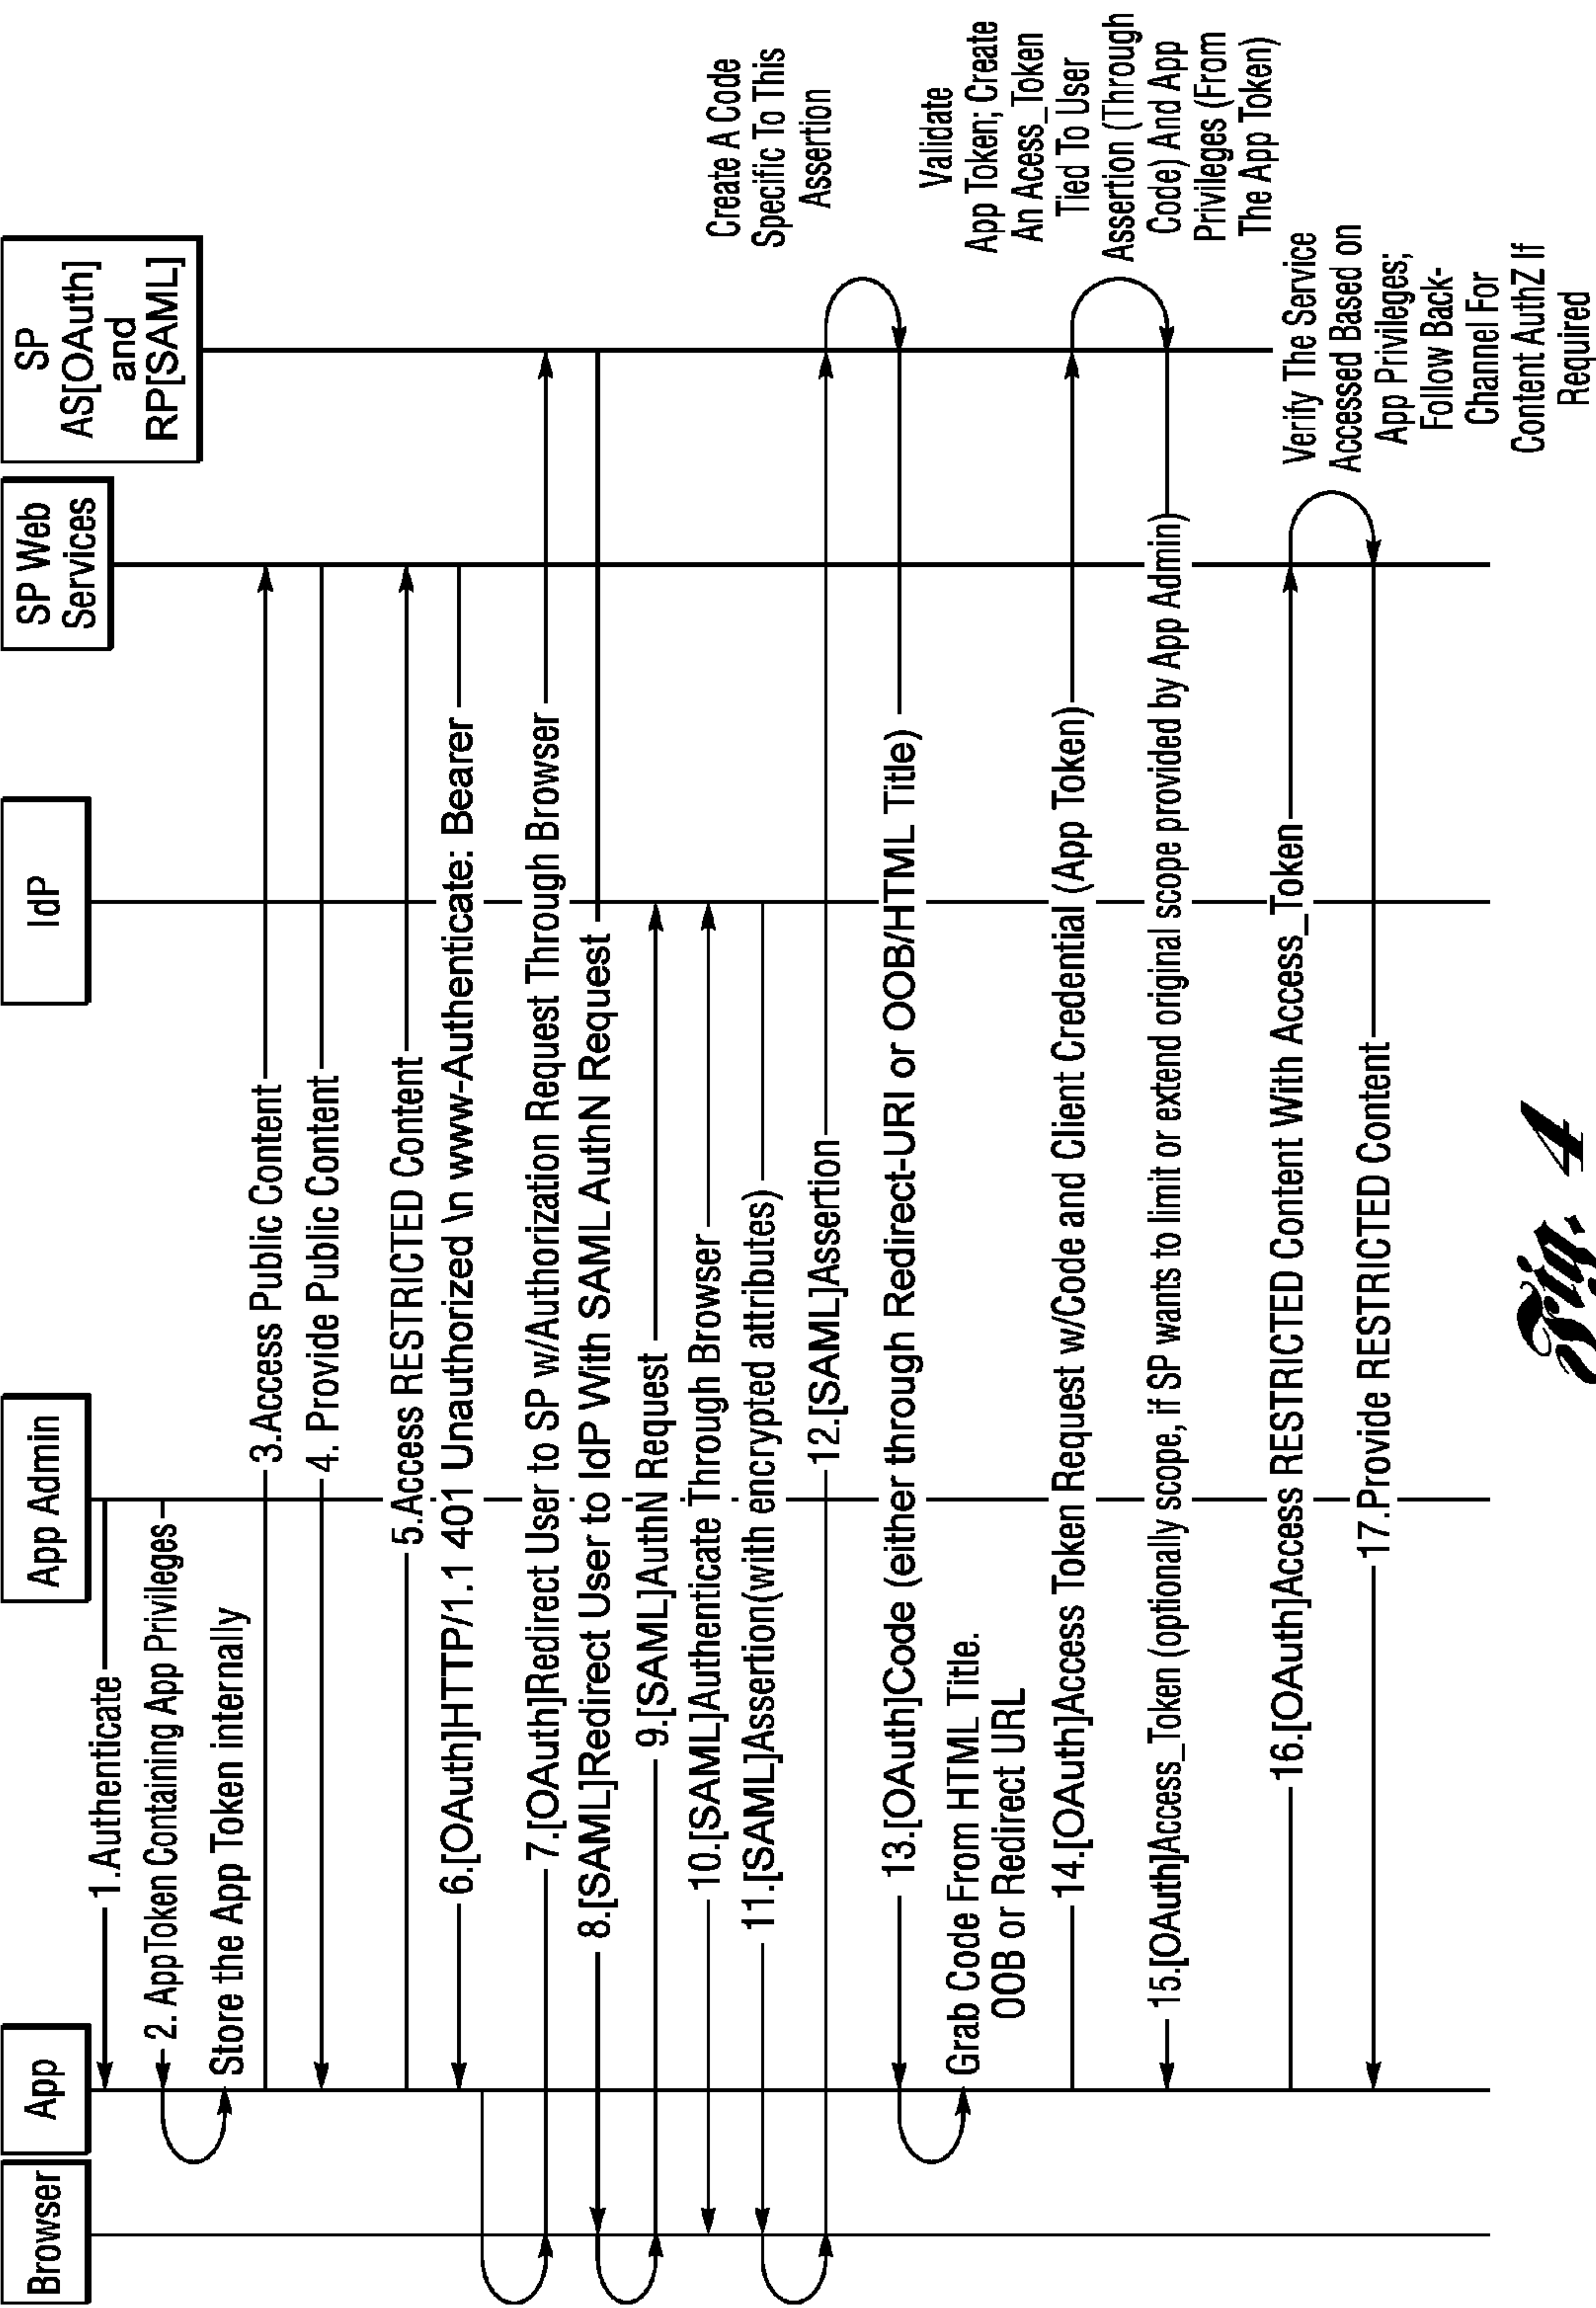 Browser
App
App Admin
IdP
SP Web
Services
SP
AS[OAuth]
and
RP[SAML]
1.Authenticate
2. AppToken Containing App Privileges
Store the App Token internally
3.Access Public Content
4. Provide Public Content
5.Access RESTRICTED Content
6.[OAuth]HTTP/1.1 401 Unauthorized \n www-Authenticate: Bearer
7.[OAuth]Redirect User to SP w/Authorization Request Through Browser
8.[SAML]Redirect User to IdP With SAML AuthN Request
9.[SAML]AuthN Request
10.[SAML]Authenticate Through Browser
11.[SAML]Assertion(with encrypted attributes)
12.[SAML]Assertion
Create A Code
Specific To This
Assertion
13.[OAuth]Code (either through Redirect-URI or OOB/HTML Title)
Grab Code From HTML Title.
OOB or Redirect URL
14.[OAuth]Access Token Request w/Code and Client Credential (App Token)
Validate
App Token; Create
An Acess_Token
Tied To User
Assertion (Through
Code) And App
Privileges (From
The App Token)
15.[OAuth]Access_Token (optionally scope, if SP wants to limit or extend original scope provided by App Admin)
16.[OAuth]Access RESTRICTED Content With Access_Token
Verify The Service
Accessed Based on
App Privileges;
Follow Back-
Channel For
Content AuthZ If
Required
17.Provide RESTRICTED Content
Fig. 4